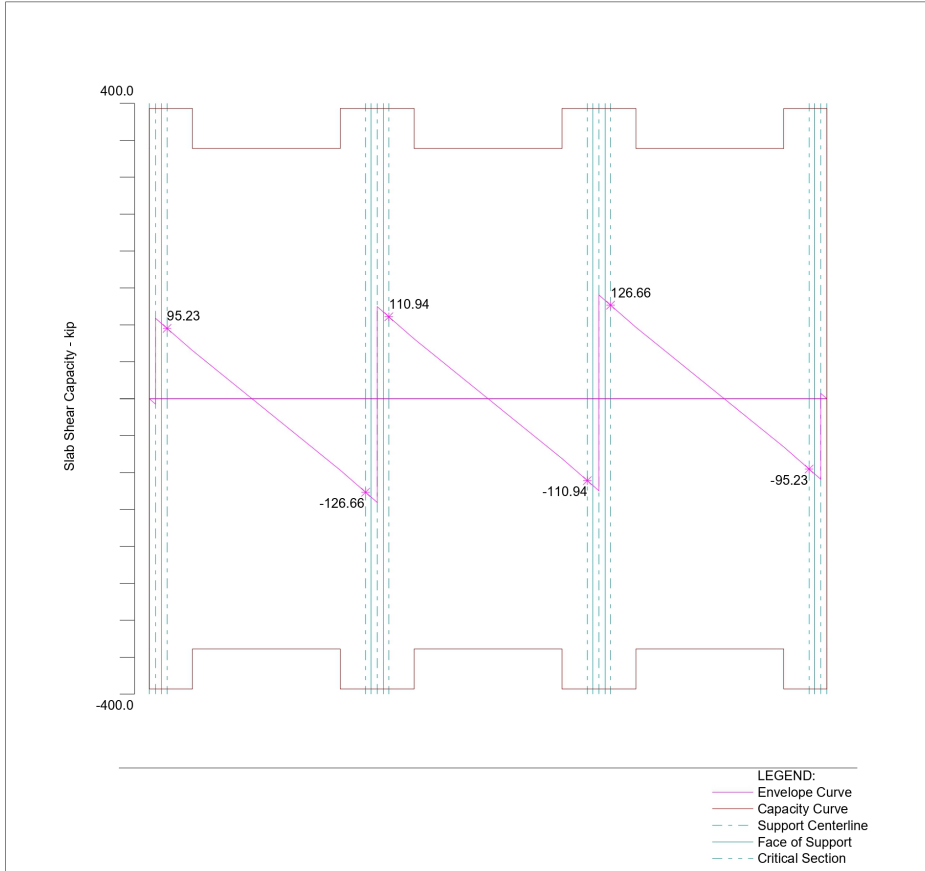 400.0
Slab Shear Capacity - kip
126.66
110.94
95.23
-95.23
-110.94
-126.66
-400.0
LEGEND:
Envelope Curve
Capacity Curve
Support Centerline
Face of Support
Critical Section